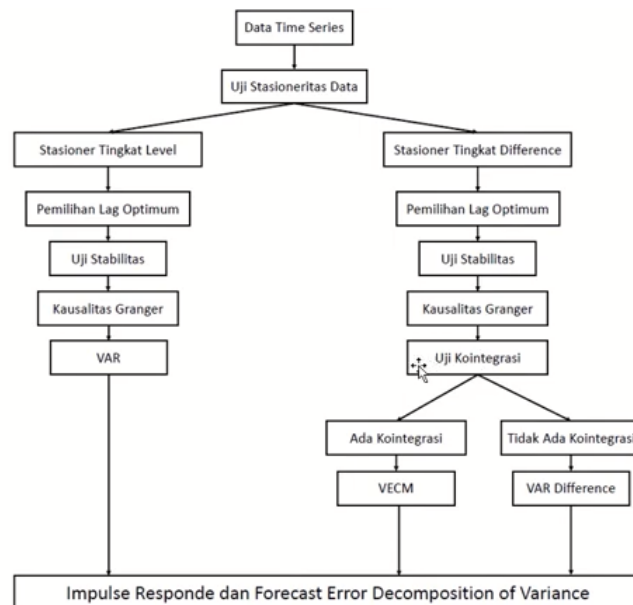 Data Time Series
Uji Stasioneritas Data
Stasioner Tingkat Level
Stasioner Tingkat Difference
Pemilihan Lag Optimum
Pemilihan Lag Optimum
Uji Stabilitas
Uji Stabilitas
Kausalitas Granger
Kausalitas Granger
VAR
Uji Kointegrasi
Ada Kointegrasi
Tidak Ada Kointegrasi
VECM
VAR Difference
Impulse Responde dan Forecast Error Decomposition of Variance